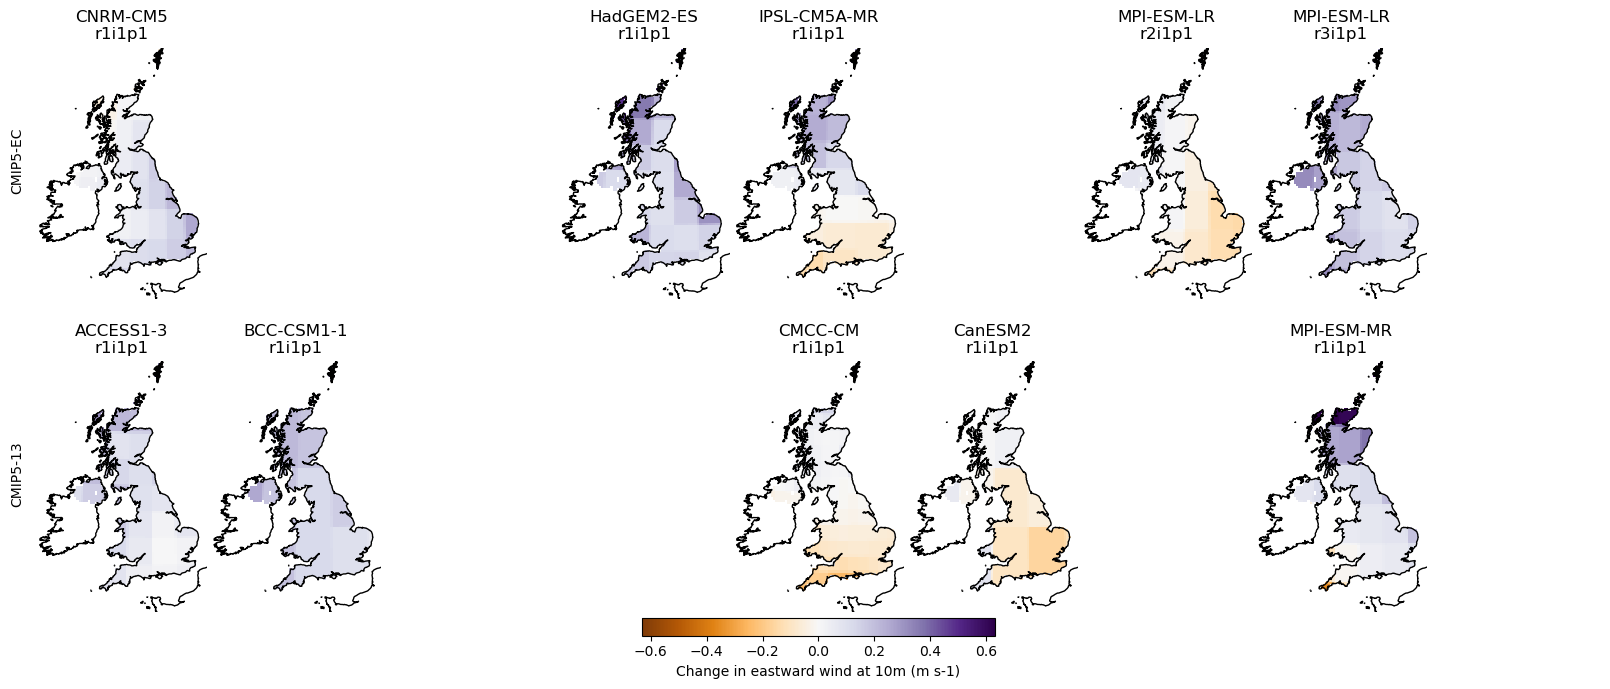 CNRM-CM5
r1i1p1
HadGEM2-ES
r1i1p1
IPSL-CM5A-MR
r1i1p1
MPI-ESM-LR
r2i1p1
MPI-ESM-LR
r3i1p1
CMIP5-EC
ACCESS1-3
r1i1p1
BCC-CSM1-1
r1i1p1
CMCC-CM
r1i1p1
CanESM2
r1i1p1
MPI-ESM-MR
r1i1p1
CMIP5-13
−0.6 −0.4 −0.2 0.0 0.2 0.4 0.6
Change in eastward wind at 10m (m s-1)